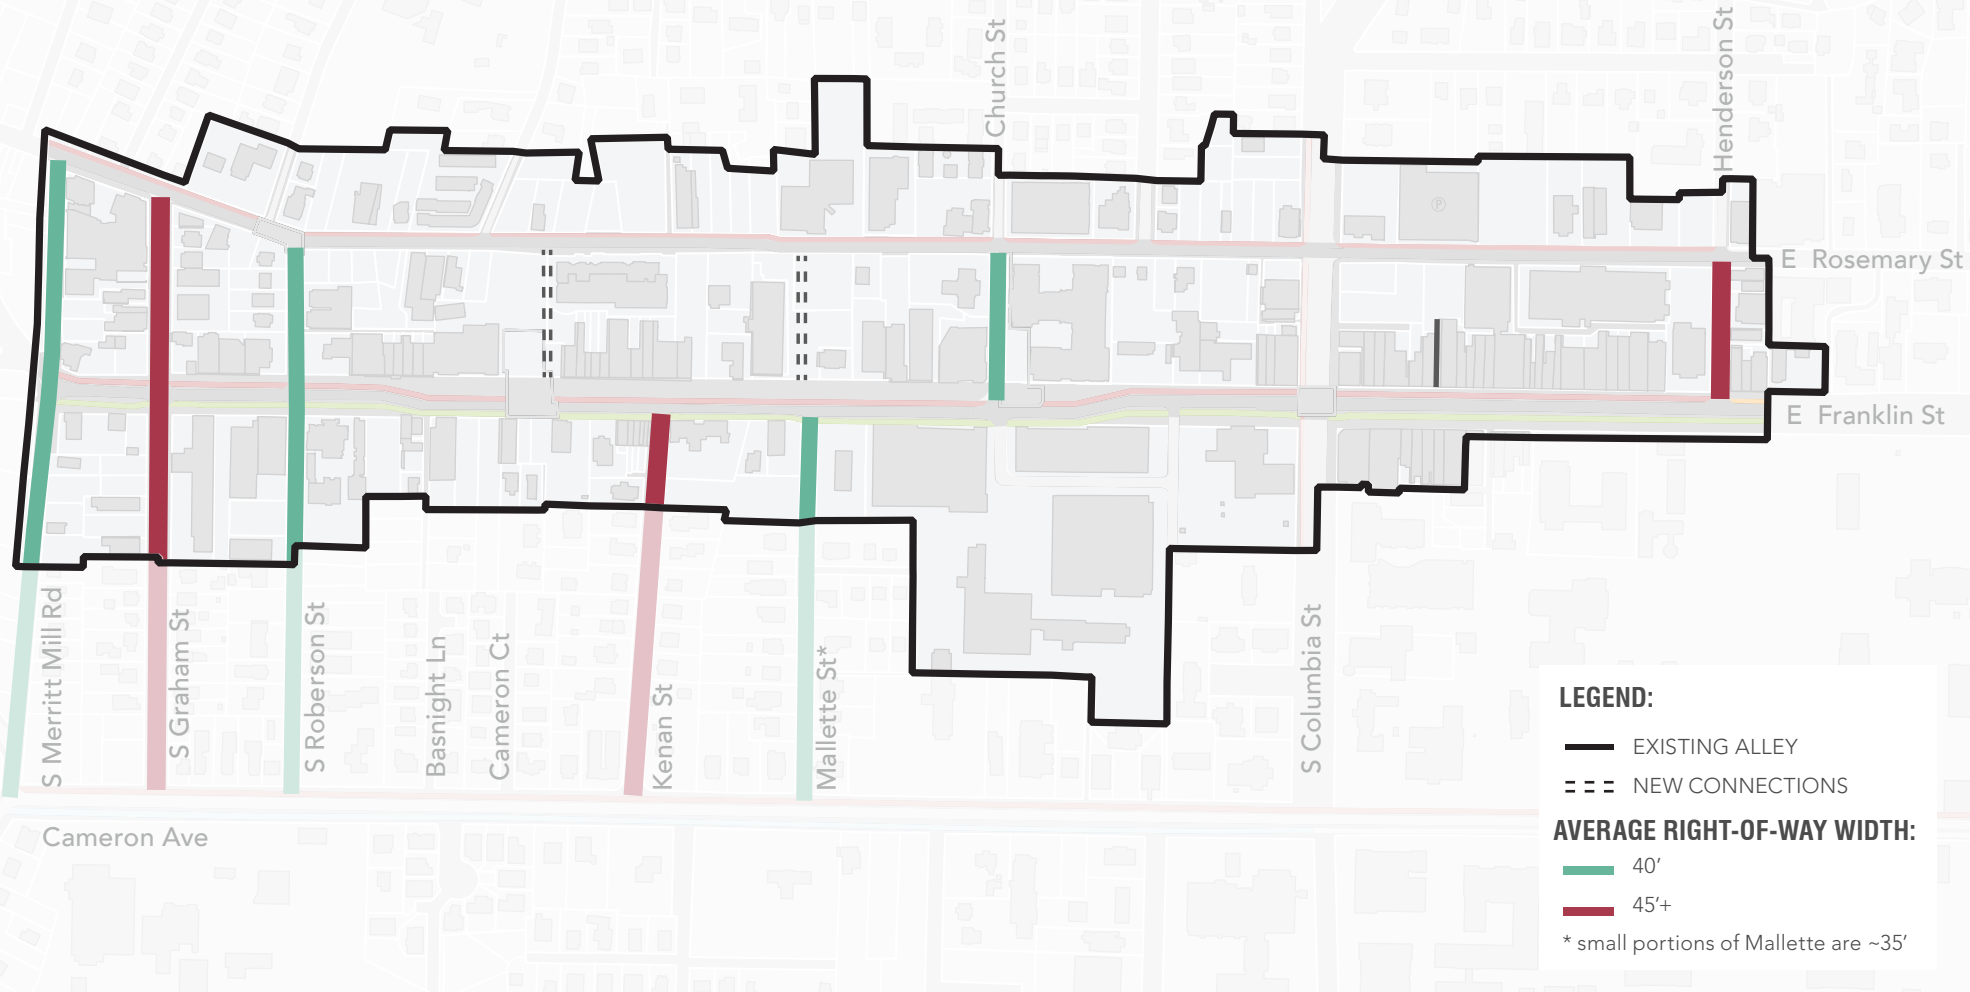 Church St
Henderson St
E Rosemary St
E Franklin St
S Merritt Mill Rd
S Graham St
S Roberson St
Basnight Ln
Cameron Ct
Kenan St
Mallette St*
S Columbia St
Cameron Ave
P
LEGEND:
EXISTING ALLEY
NEW CONNECTIONS
AVERAGE RIGHT-OF-WAY WIDTH:
40’
45’+
* small portions of Mallette are ~35’